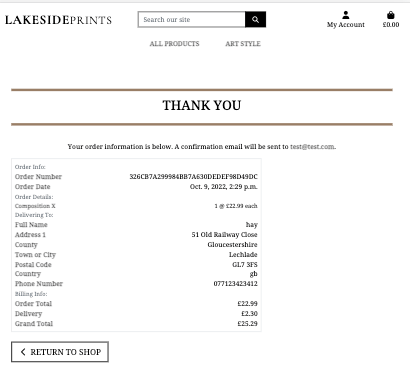 LAKESIDEPRINTS
Search our site
My Account
£0.00
ALL PRODUCTS ART STYLE
THANK YOU
Your order information is below. A confirmation email will be sent to test@test.com.
Order Info:
Order Number 326CB7A299984BB7A630DEDEF98D49DC
Order Date Oct. 9, 2022, 2:29 p.m.
Order Details:
Composition X 1 @ £22.99 each
Delivering To:
Full Name hay
Address 1 51 Old Railway Close
County Gloucestershire
Town or City Lechlade
Postal Code GL7 3FS
Country gb
Phone Number 077123423412
Billing Info:
Order Total £22.99
Delivery £2.30
Grand Total £25.29
RETURN TO SHOP